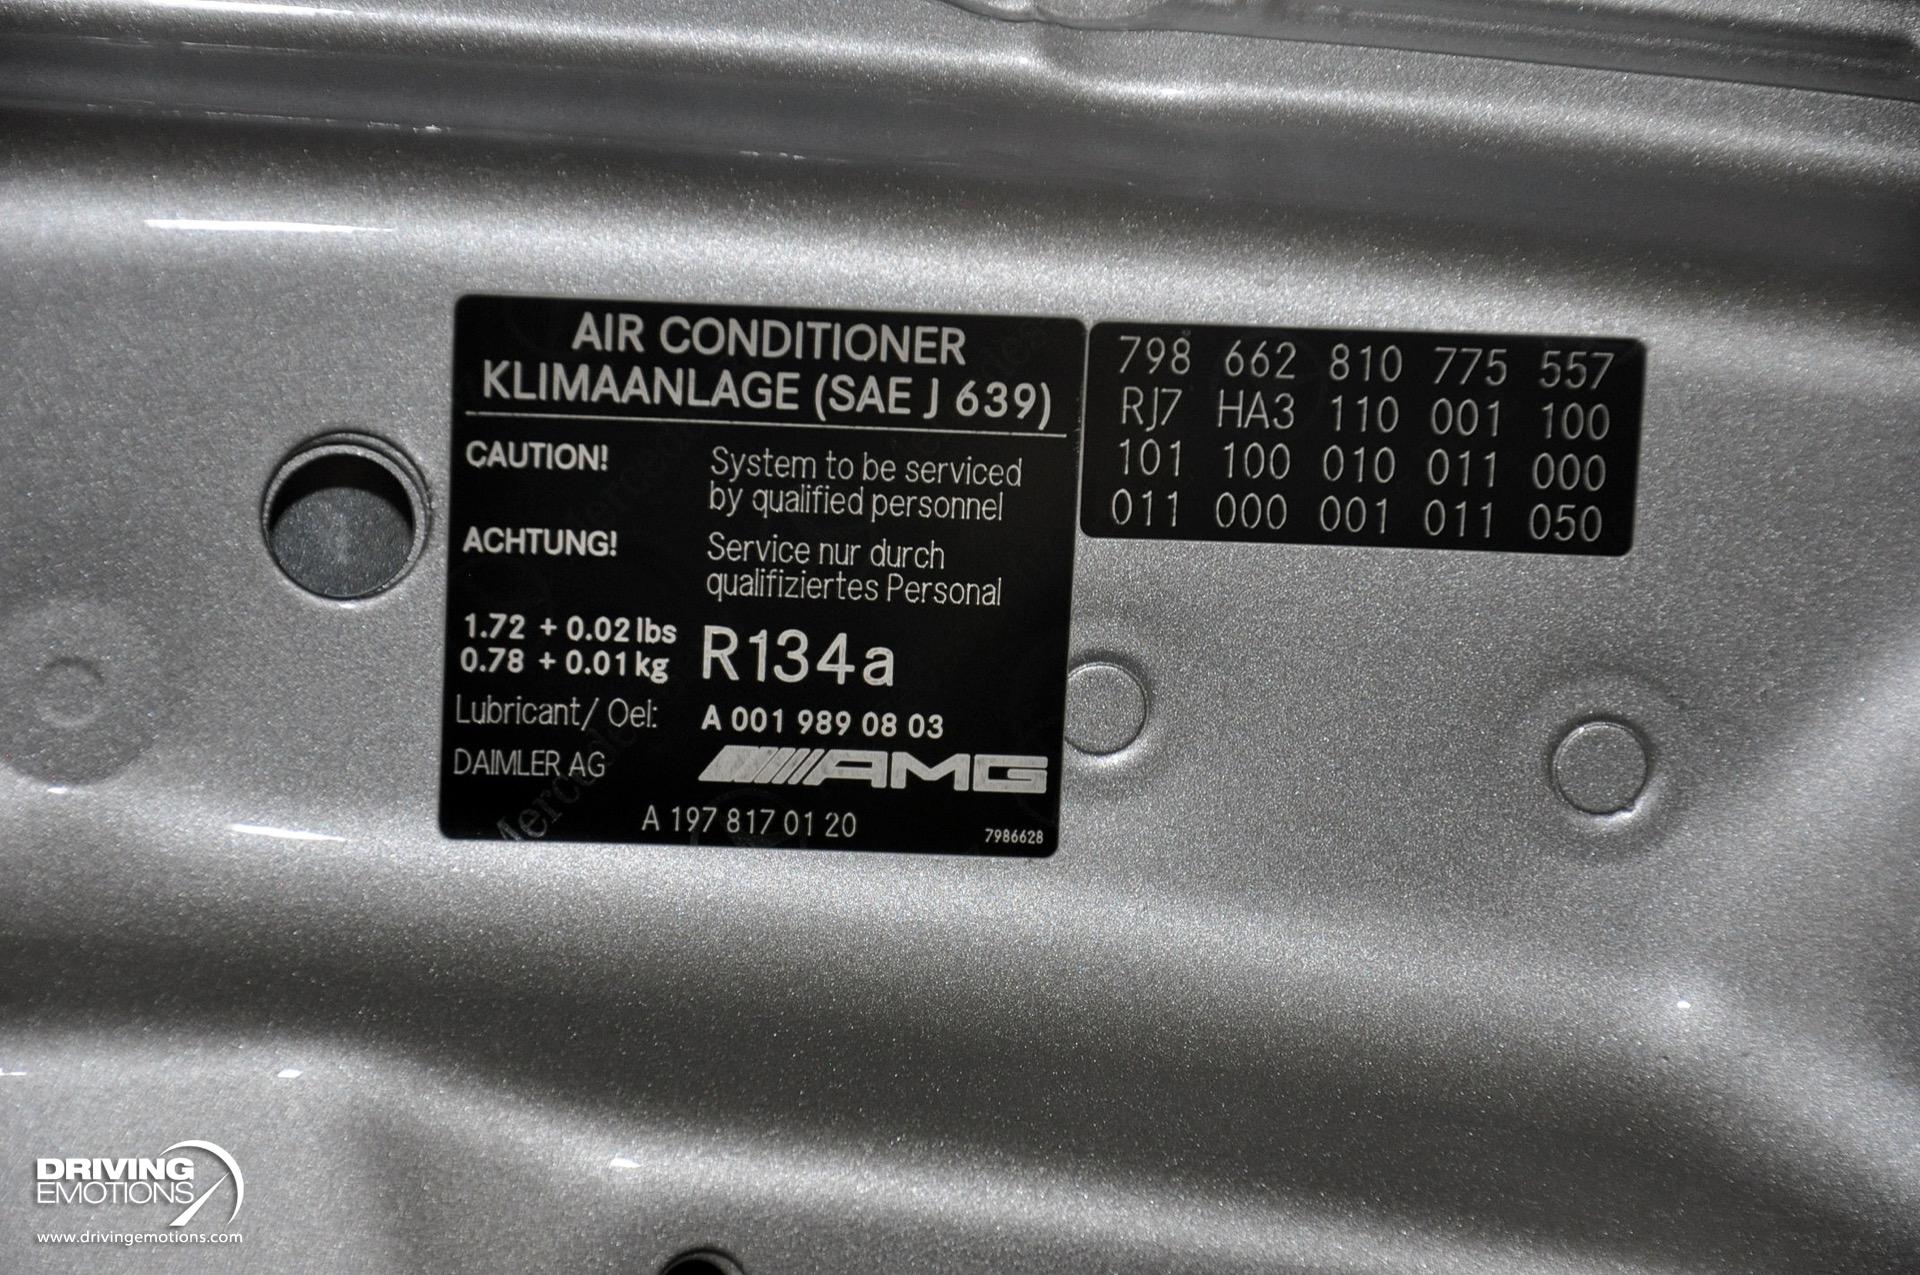 AIR CONDITIONER
KLIMAANLAGE (SAE J 639)
CAUTION! System to be serviced
by qualified personnel
ACHTUNG! Service nur durch
qualifiziertes Personal
1.72 + 0.02 lbs
0.78 + 0.01 kg
R134a
Lubricant/ Oel: A 001 989 08 03
DAIMLER AG AMG
A 197 817 01 20
7986628
798 662 810 775 557
RJ7 HA3 110 001 100
101 100 010 011 000
011 000 001 011 050
DRIVING
EMOTIONS
www.drivingemotions.com